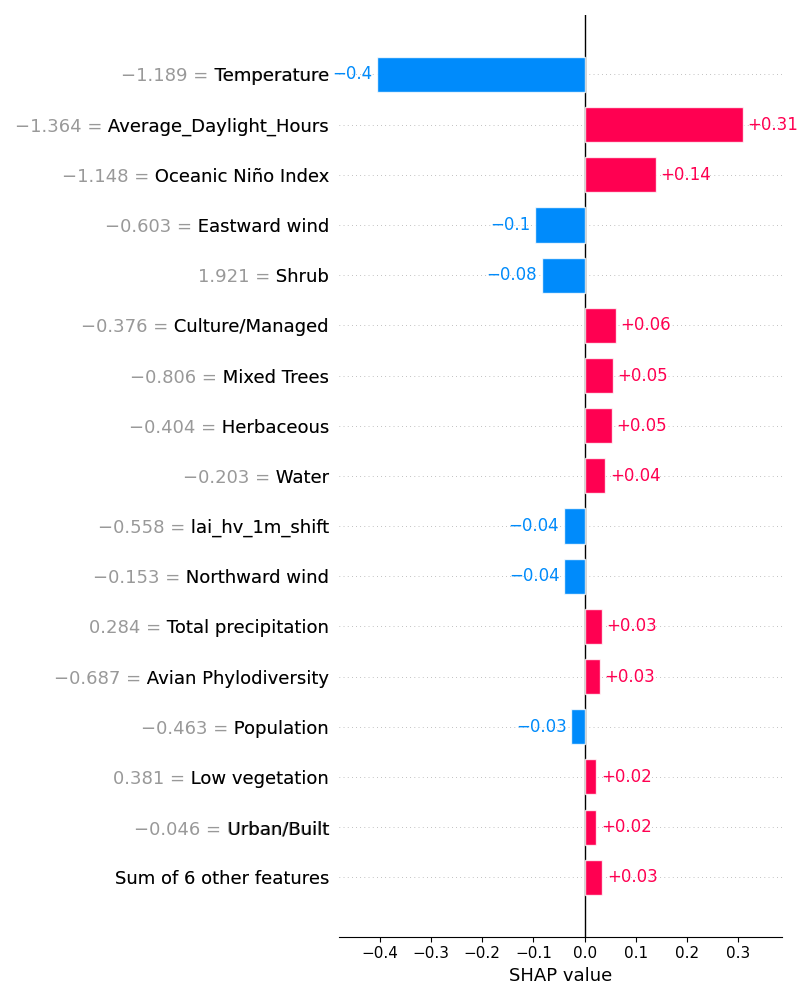 −1.189 = Temperature −0.4
−1.364 = Average_Daylight_Hours +0.31
−1.148 = Oceanic Niño Index +0.14
−0.603 = Eastward wind −0.1
1.921 = Shrub −0.08
−0.376 = Culture/Managed +0.06
−0.806 = Mixed Trees +0.05
−0.404 = Herbaceous +0.05
−0.203 = Water +0.04
−0.558 = lai_hv_1m_shift −0.04
−0.153 = Northward wind −0.04
0.284 = Total precipitation +0.03
−0.687 = Avian Phylodiversity +0.03
−0.463 = Population −0.03
0.381 = Low vegetation +0.02
−0.046 = Urban/Built +0.02
Sum of 6 other features +0.03
−0.4 −0.3 −0.2 −0.1 0.0 0.1 0.2 0.3
SHAP value